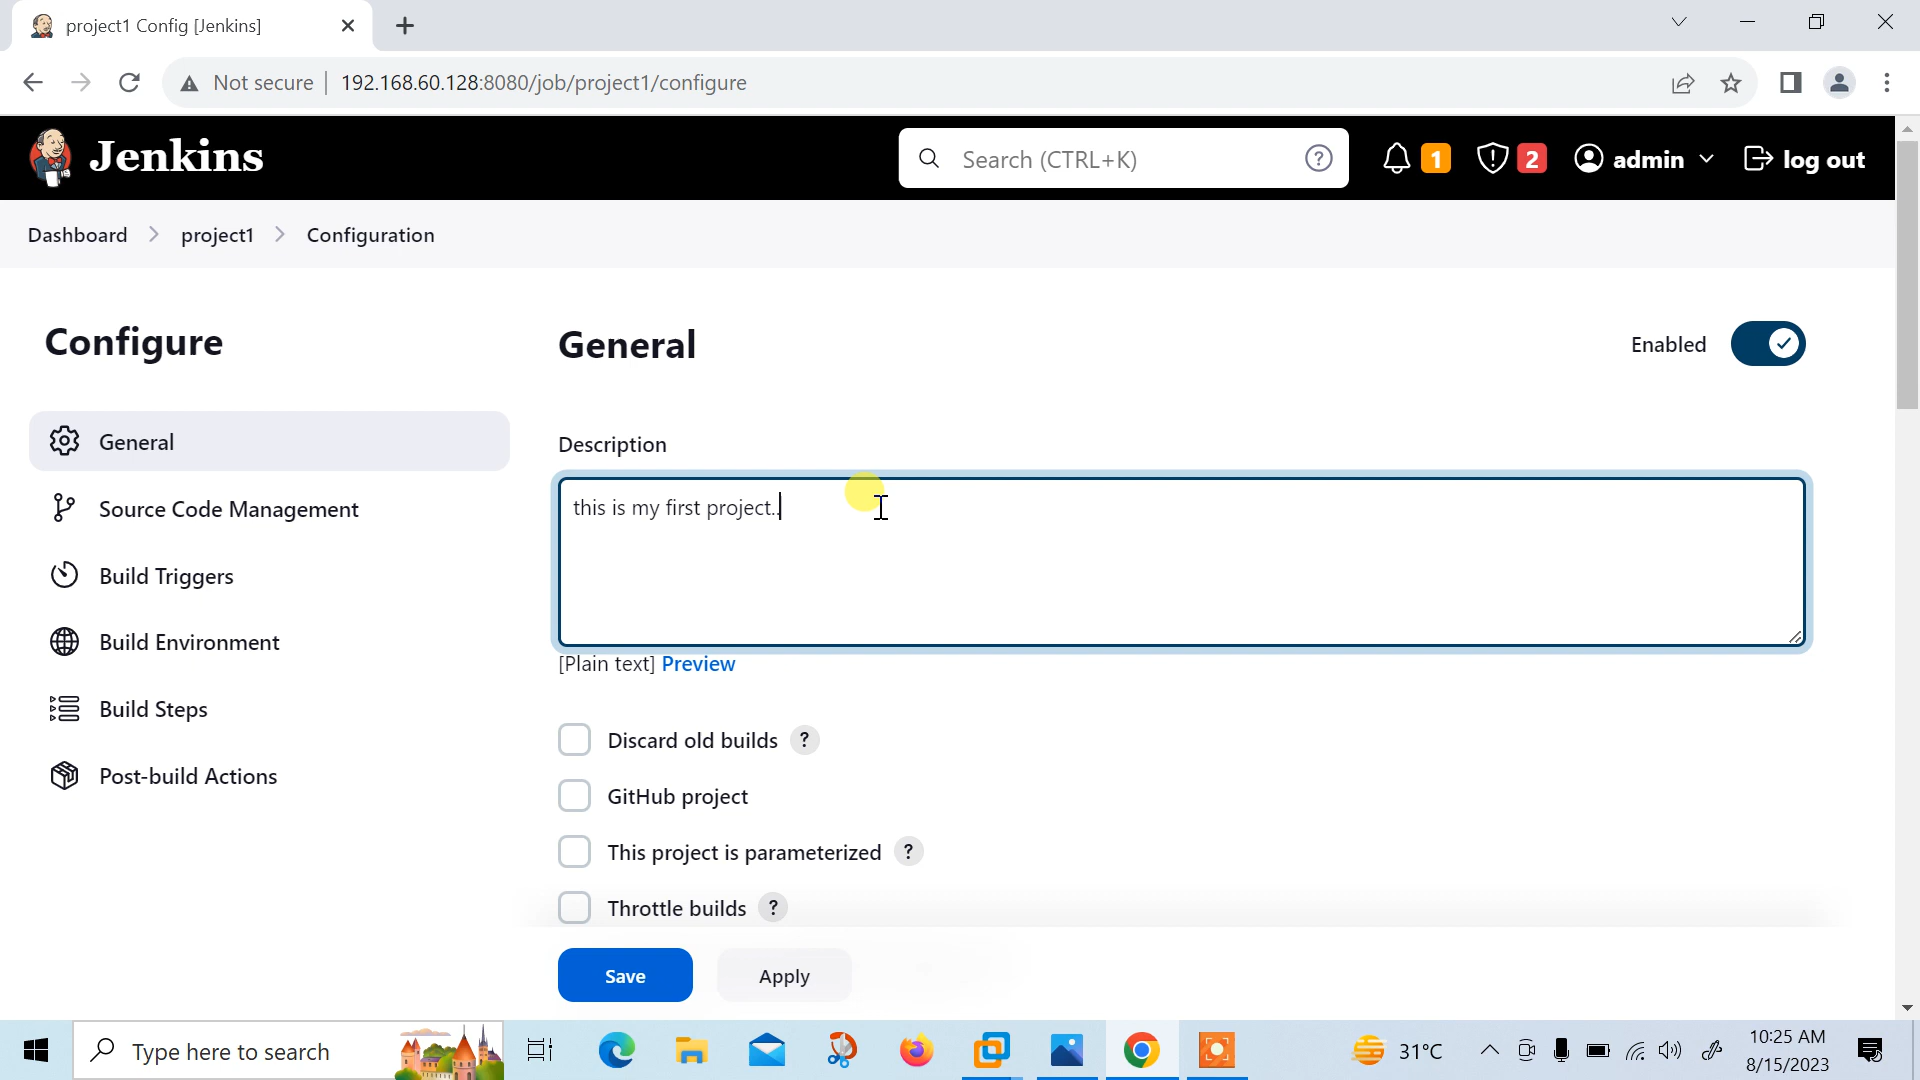 project1 Config [Jenkins]
Not secure
192.168.60.128:8080/job/project1/configure
Jenkins
Search (CTRL+K)
?
1
2
admin
log out
Dashboard
project1
Configuration
Configure
General
Source Code Management
Build Triggers
Build Environment
Build Steps
Post-build Actions
General
Enabled
Description
this is my first project..
[Plain text] Preview
Discard old builds ?
GitHub project
This project is parameterized ?
Throttle builds ?
Save
Apply
Type here to search
31°C
10:25 AM
8/15/2023